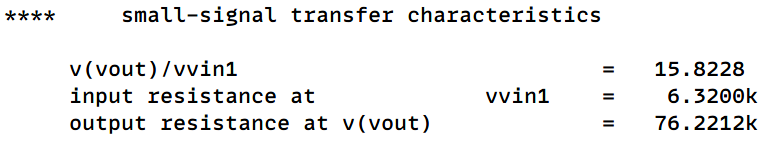 **** small-signal transfer characteristics
v(vout)/vvin1 = 15.8228
input resistance at vvin1 = 6.3200k
output resistance at v(vout) = 76.2212k